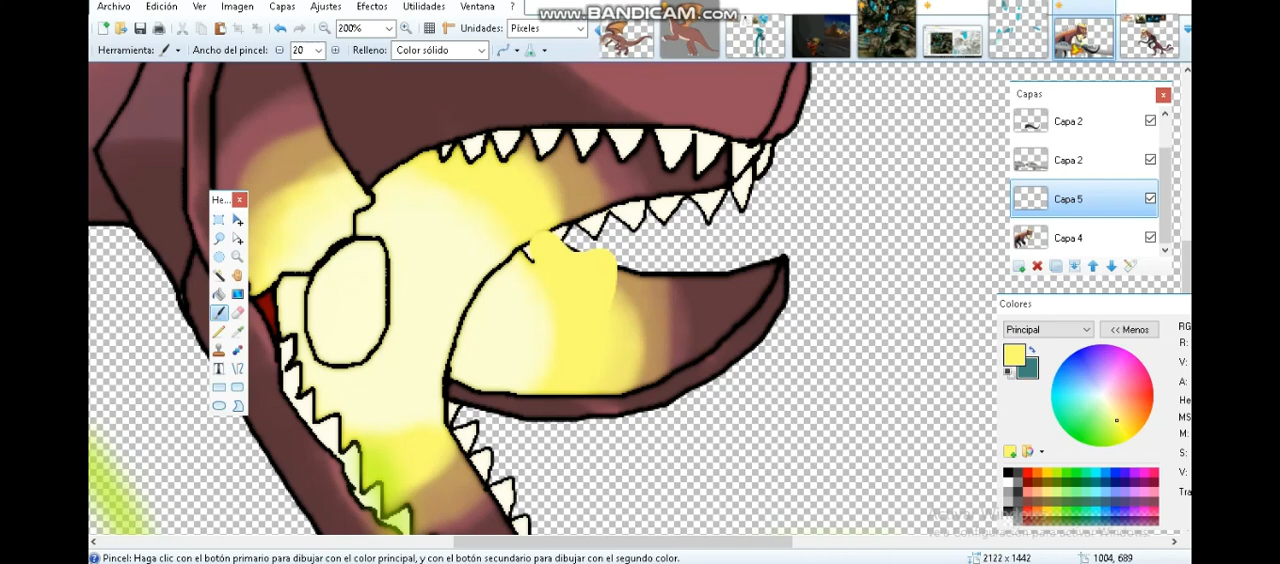 Archivo Edición Ver Imagen Capas Ajustes Efectos Utilidades Ventana ?
www.BANDICAM.com
200% Unidades: Píxeles
Herramienta: Ancho del pincel: 20 Relleno: Color sólido
Capas x
Capa 2
Capa 2
Capa 5
Capa 4
He... x
T
Colores
Principal << Menos RG
R:
V:
A:
He
MS
M:
S:
V:
Tra
Pincel: Haga clic con el botón primario para dibujar con el color principal, y con el botón secundario para dibujar con el segundo color. 2122 x 1442 1004, 689